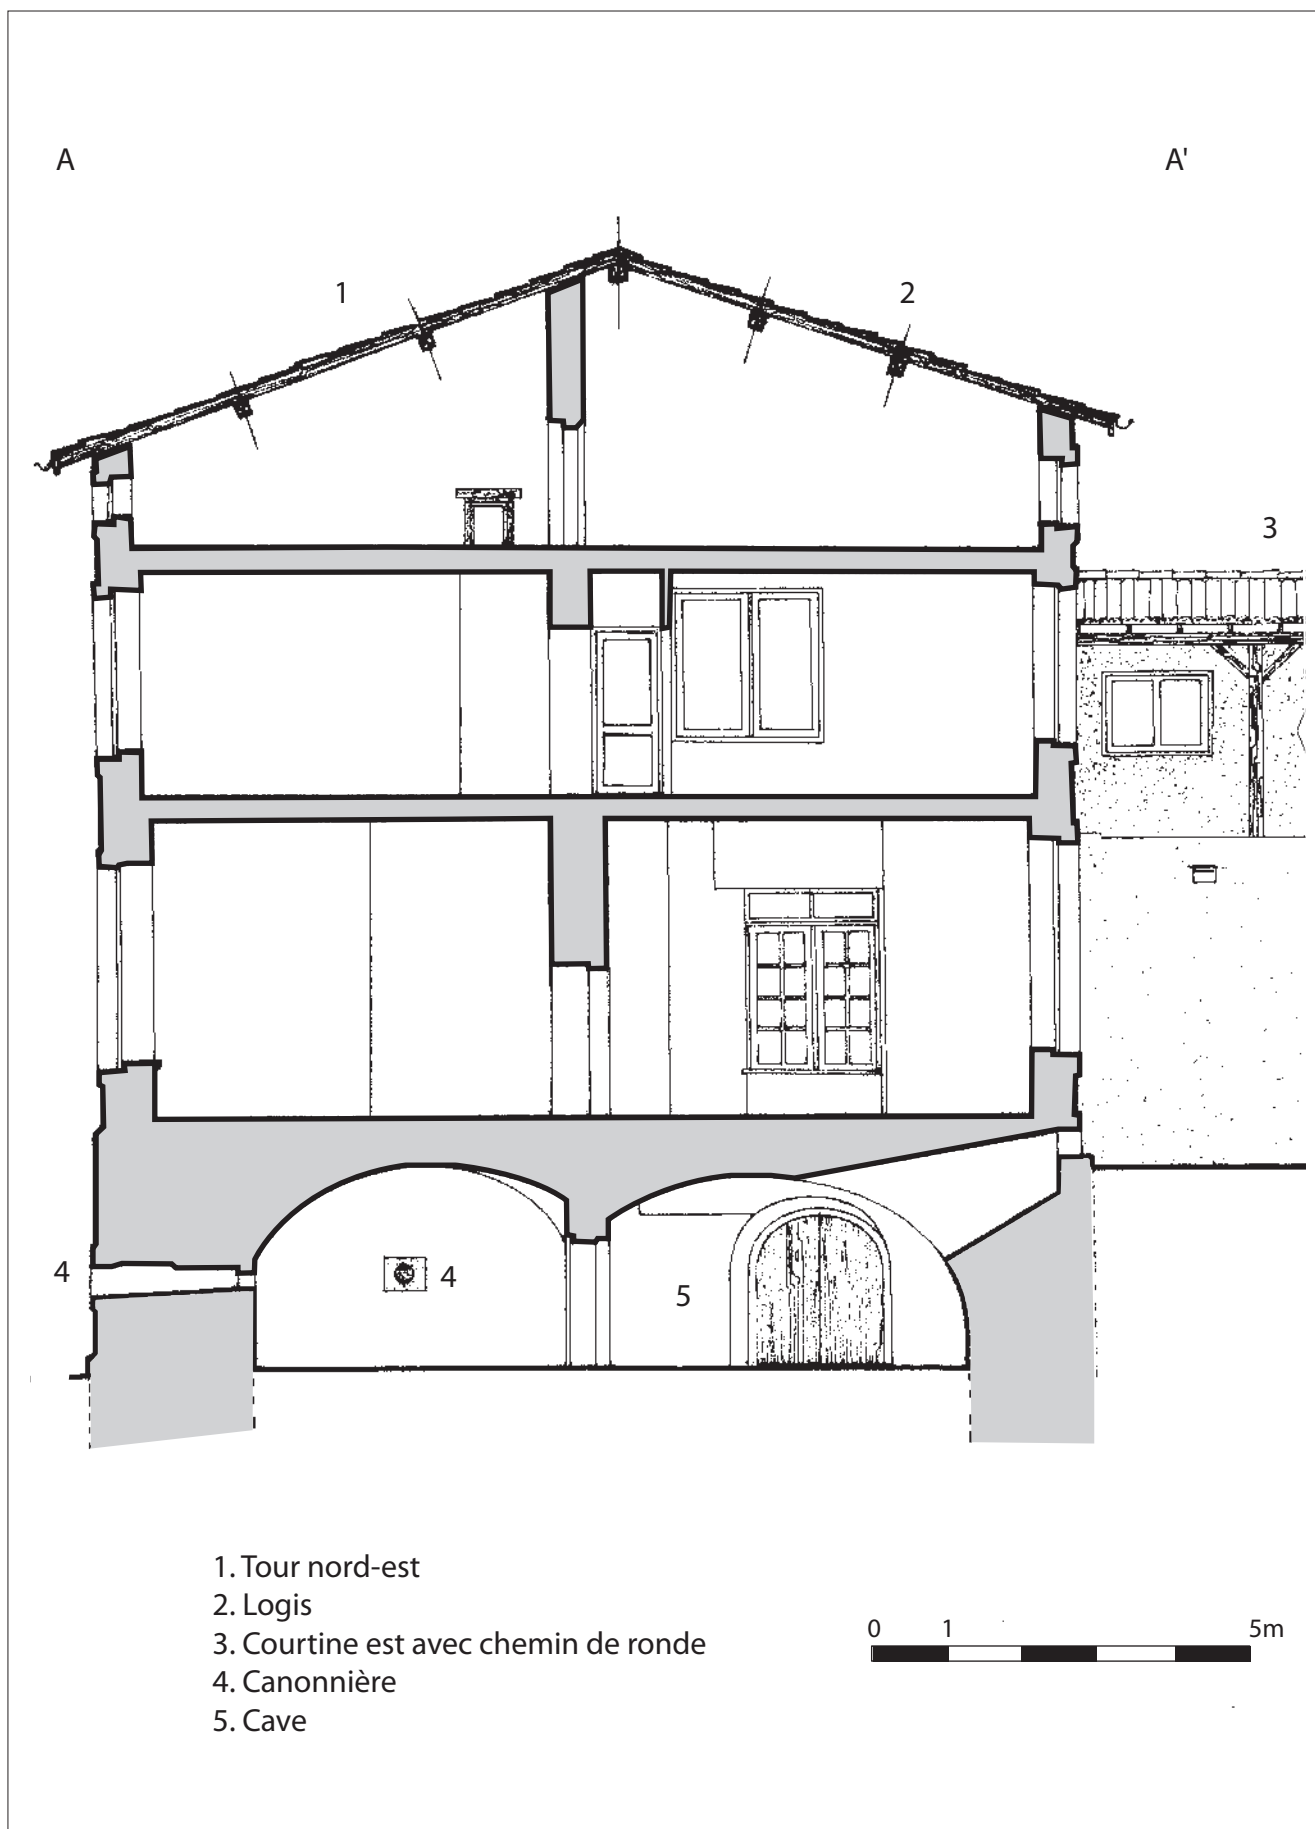 A A'
1 2
3
4 4
5
1. Tour nord-est
2. Logis
3. Courtine est avec chemin de ronde
4. Canonnière
5. Cave
0 1 5m